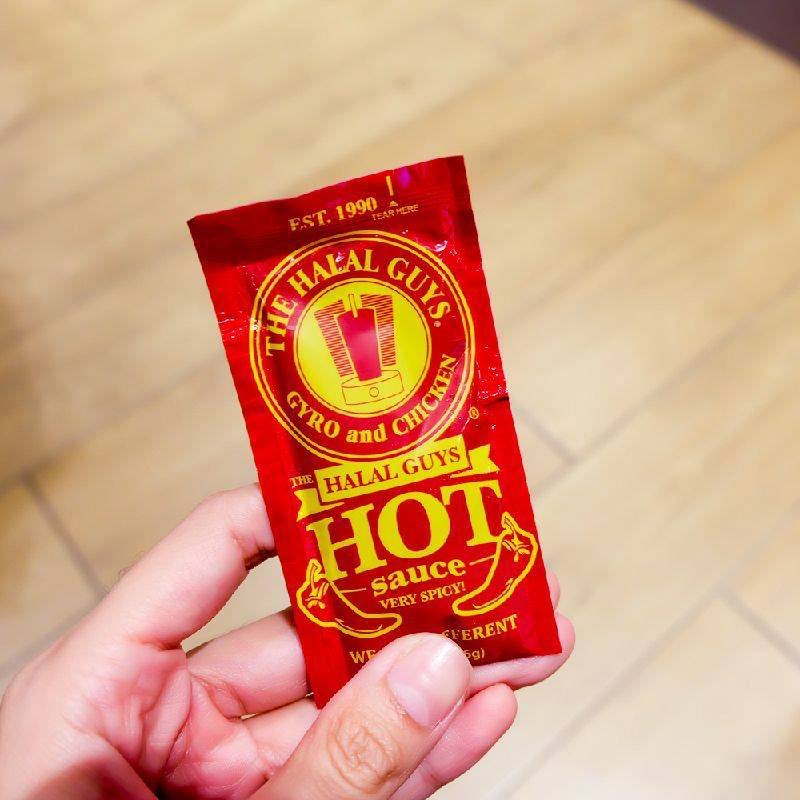 EST. 1990
TEAR HERE
THE HALAL GUYS®
GYRO and CHICKEN
®
THE
HALAL GUYS
HOT
sauce
VERY SPICY!